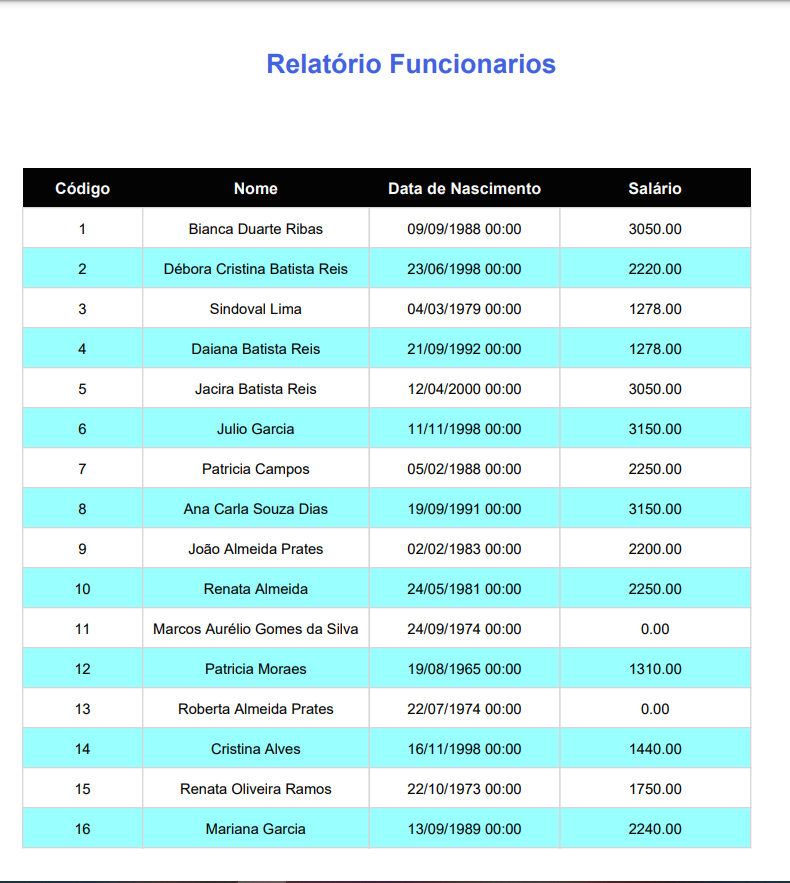 Relatório Funcionarios
Código Nome Data de Nascimento Salário
1 Bianca Duarte Ribas 09/09/1988 00:00 3050.00
2 Débora Cristina Batista Reis 23/06/1998 00:00 2220.00
3 Sindoval Lima 04/03/1979 00:00 1278.00
4 Daiana Batista Reis 21/09/1992 00:00 1278.00
5 Jacira Batista Reis 12/04/2000 00:00 3050.00
6 Julio Garcia 11/11/1998 00:00 3150.00
7 Patricia Campos 05/02/1988 00:00 2250.00
8 Ana Carla Souza Dias 19/09/1991 00:00 3150.00
9 João Almeida Prates 02/02/1983 00:00 2200.00
10 Renata Almeida 24/05/1981 00:00 2250.00
11 Marcos Aurélio Gomes da Silva 24/09/1974 00:00 0.00
12 Patricia Moraes 19/08/1965 00:00 1310.00
13 Roberta Almeida Prates 22/07/1974 00:00 0.00
14 Cristina Alves 16/11/1998 00:00 1440.00
15 Renata Oliveira Ramos 22/10/1973 00:00 1750.00
16 Mariana Garcia 13/09/1989 00:00 2240.00